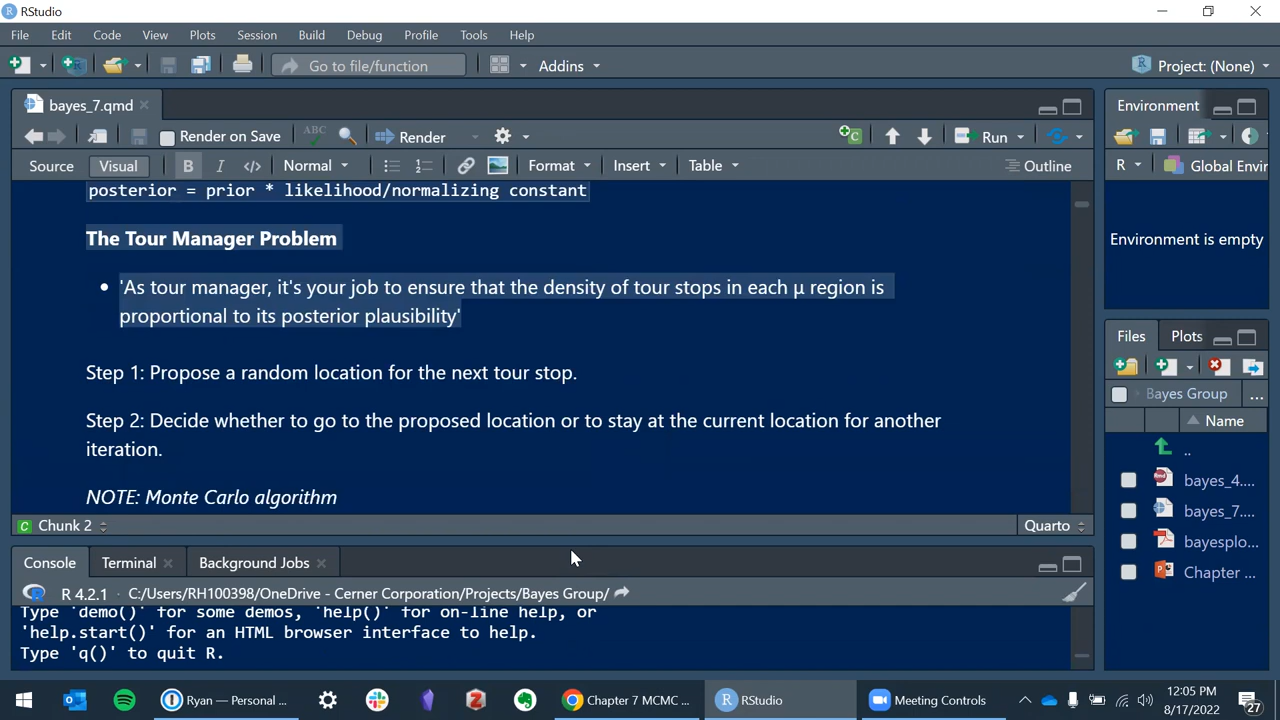 RStudio
File Edit Code View Plots Session Build Debug Profile Tools Help
Go to file/function Addins Project: (None)
bayes_7.qmd
Render on Save ABC Render Run
Source Visual B I </> Normal Format Insert Table Outline
posterior = prior * likelihood/normalizing constant
The Tour Manager Problem
'As tour manager, it's your job to ensure that the density of tour stops in each μ region is
proportional to its posterior plausibility'
Step 1: Propose a random location for the next tour stop.
Step 2: Decide whether to go to the proposed location or to stay at the current location for another
iteration.
NOTE: Monte Carlo algorithm
Chunk 2 Quarto
Console Terminal Background Jobs
R 4.2.1 · C:/Users/RH100398/OneDrive - Cerner Corporation/Projects/Bayes Group/
Type 'demo()' for some demos, 'help()' for on-line help, or
'help.start()' for an HTML browser interface to help.
Type 'q()' to quit R.
Environment
R Global Envir
Environment is empty
Files Plots
Bayes Group ...
Name
..
bayes_4....
bayes_7....
bayesplo...
Chapter ...
Ryan — Personal ... Chapter 7 MCMC ... RStudio Meeting Controls
12:05 PM
8/17/2022
27